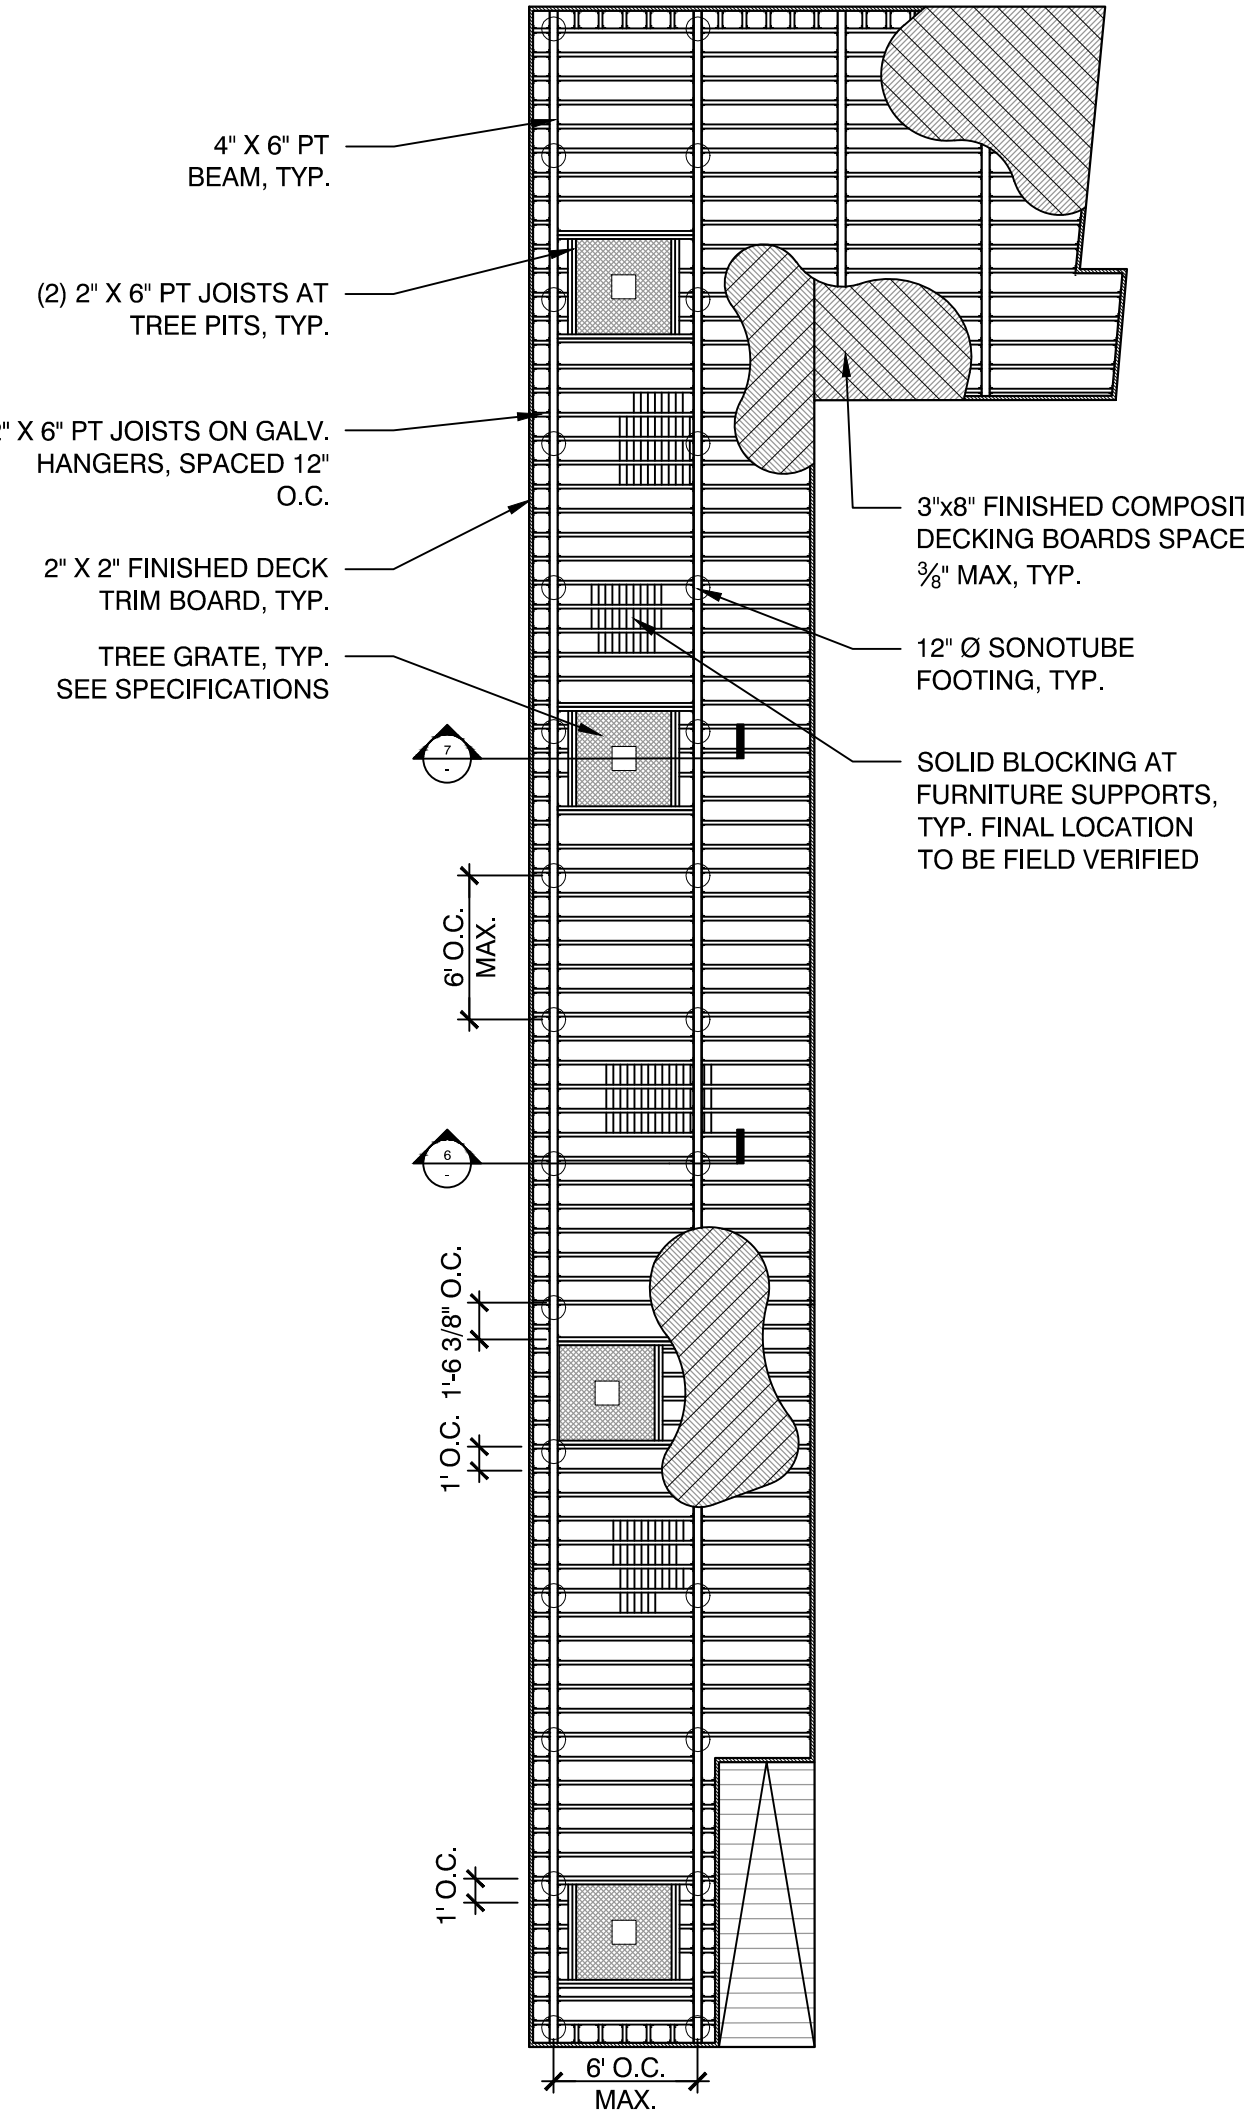 4" X 6" PT
BEAM, TYP.
(2) 2" X 6" PT JOISTS AT
TREE PITS, TYP.
2" X 6" PT JOISTS ON GALV.
HANGERS, SPACED 12"
O.C.
2" X 2" FINISHED DECK
TRIM BOARD, TYP.
TREE GRATE, TYP.
SEE SPECIFICATIONS
3"x8" FINISHED COMPOSIT
DECKING BOARDS SPACE
3/8" MAX, TYP.
12" Ø SONOTUBE
FOOTING, TYP.
SOLID BLOCKING AT
FURNITURE SUPPORTS,
TYP. FINAL LOCATION
TO BE FIELD VERIFIED
7
-
6' O.C.
MAX.
6
-
1'-6 3/8" O.C.
1' O.C.
1' O.C.
6' O.C.
MAX.